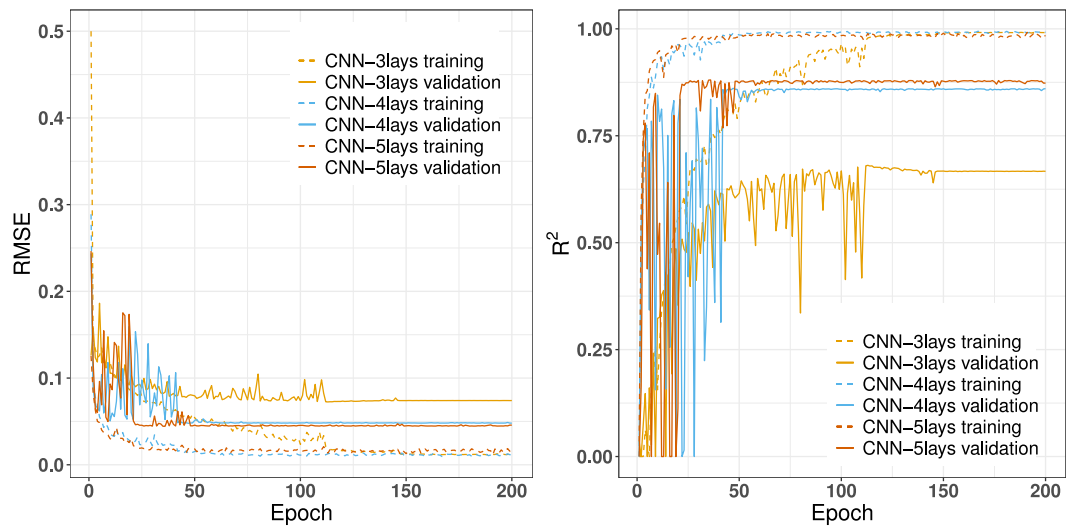 0.5
0.4
0.3
0.2
0.1
0.0
RMSE
0
50
100
150
200
Epoch
CNN-3lays training
CNN-3lays validation
CNN-4lays training
CNN-4lays validation
CNN-5lays training
CNN-5lays validation
1.00
0.75
0.50
0.25
0.00
R²
0
50
100
150
200
Epoch
CNN-3lays training
CNN-3lays validation
CNN-4lays training
CNN-4lays validation
CNN-5lays training
CNN-5lays validation